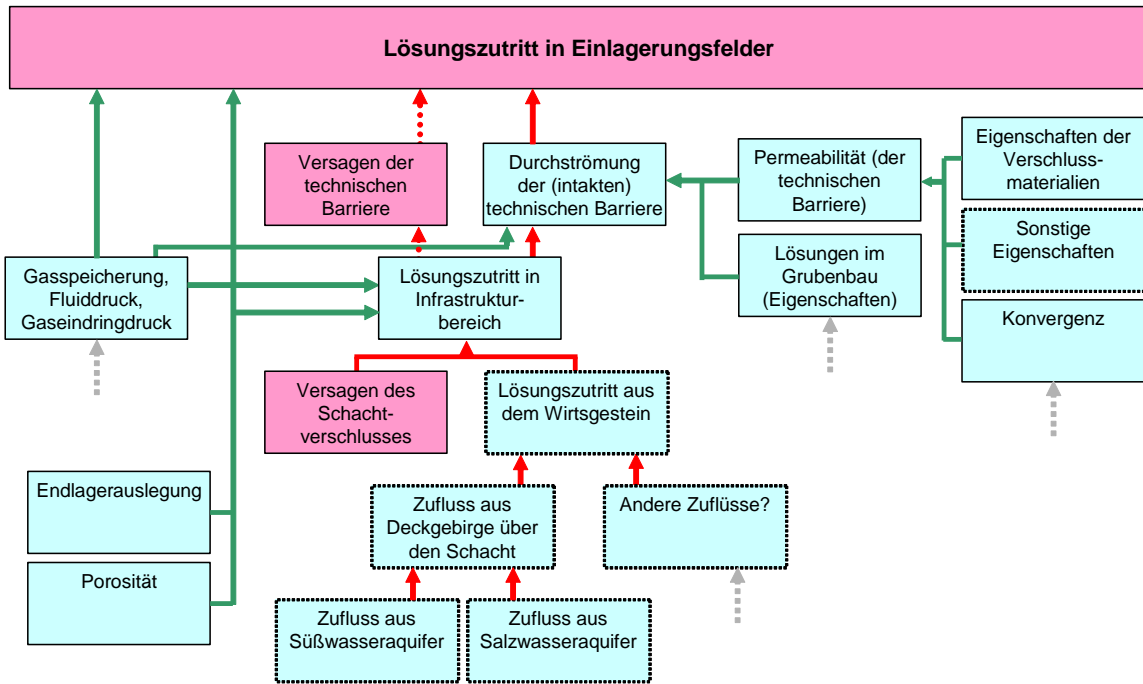 Lösungszutritt in Einlagerungsfelder
Versagen der
technischen
Barriere
Durchströmung
der (intakten)
technischen Barriere
Permeabilität (der
technischen
Barriere)
Eigenschaften der
Verschluss-
materialien
Sonstige
Eigenschaften
Gasspeicherung,
Fluiddruck,
Gaseindringdruck
Lösungszutritt in
Infrastruktur-
bereich
Lösungen im
Grubenbau
(Eigenschaften)
Konvergenz
Versagen des
Schacht-
verschlusses
Lösungszutritt aus
dem Wirtsgestein
Endlagerauslegung
Zufluss aus
Deckgebirge über
den Schacht
Andere Zuflüsse?
Porosität
Zufluss aus
Süßwasseraquifer
Zufluss aus
Salzwasseraquifer